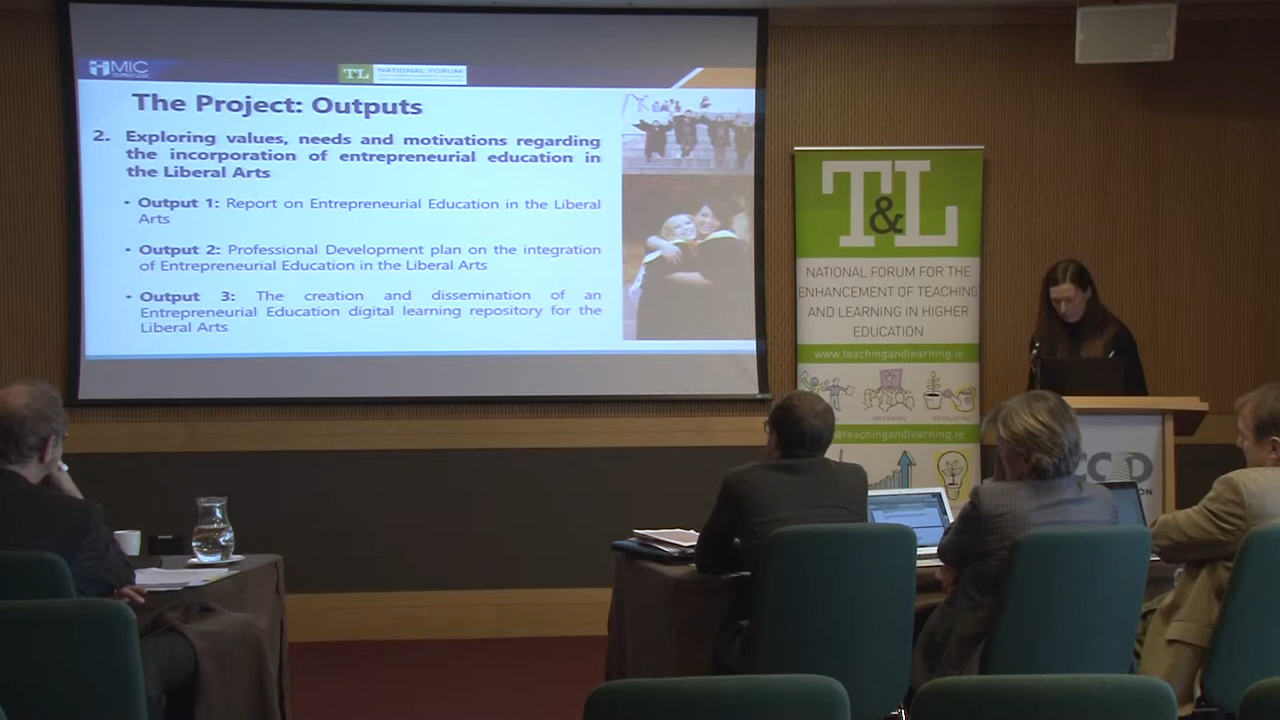 MIC
TL
NATIONAL FORUM
The Project: Outputs
2. Exploring values, needs and motivations regarding
the incorporation of entrepreneurial education in
the Liberal Arts
• Output 1: Report on Entrepreneurial Education in the Liberal
Arts
• Output 2: Professional Development plan on the integration
of Entrepreneurial Education in the Liberal Arts
• Output 3: The creation and dissemination of an
Entrepreneurial Education digital learning repository for the
Liberal Arts
T&L
NATIONAL FORUM FOR THE
ENHANCEMENT OF TEACHING
AND LEARNING IN HIGHER
EDUCATION
www.teachingandlearning.ie
INFORMING DEVELOPING
@teachingandlearning.ie